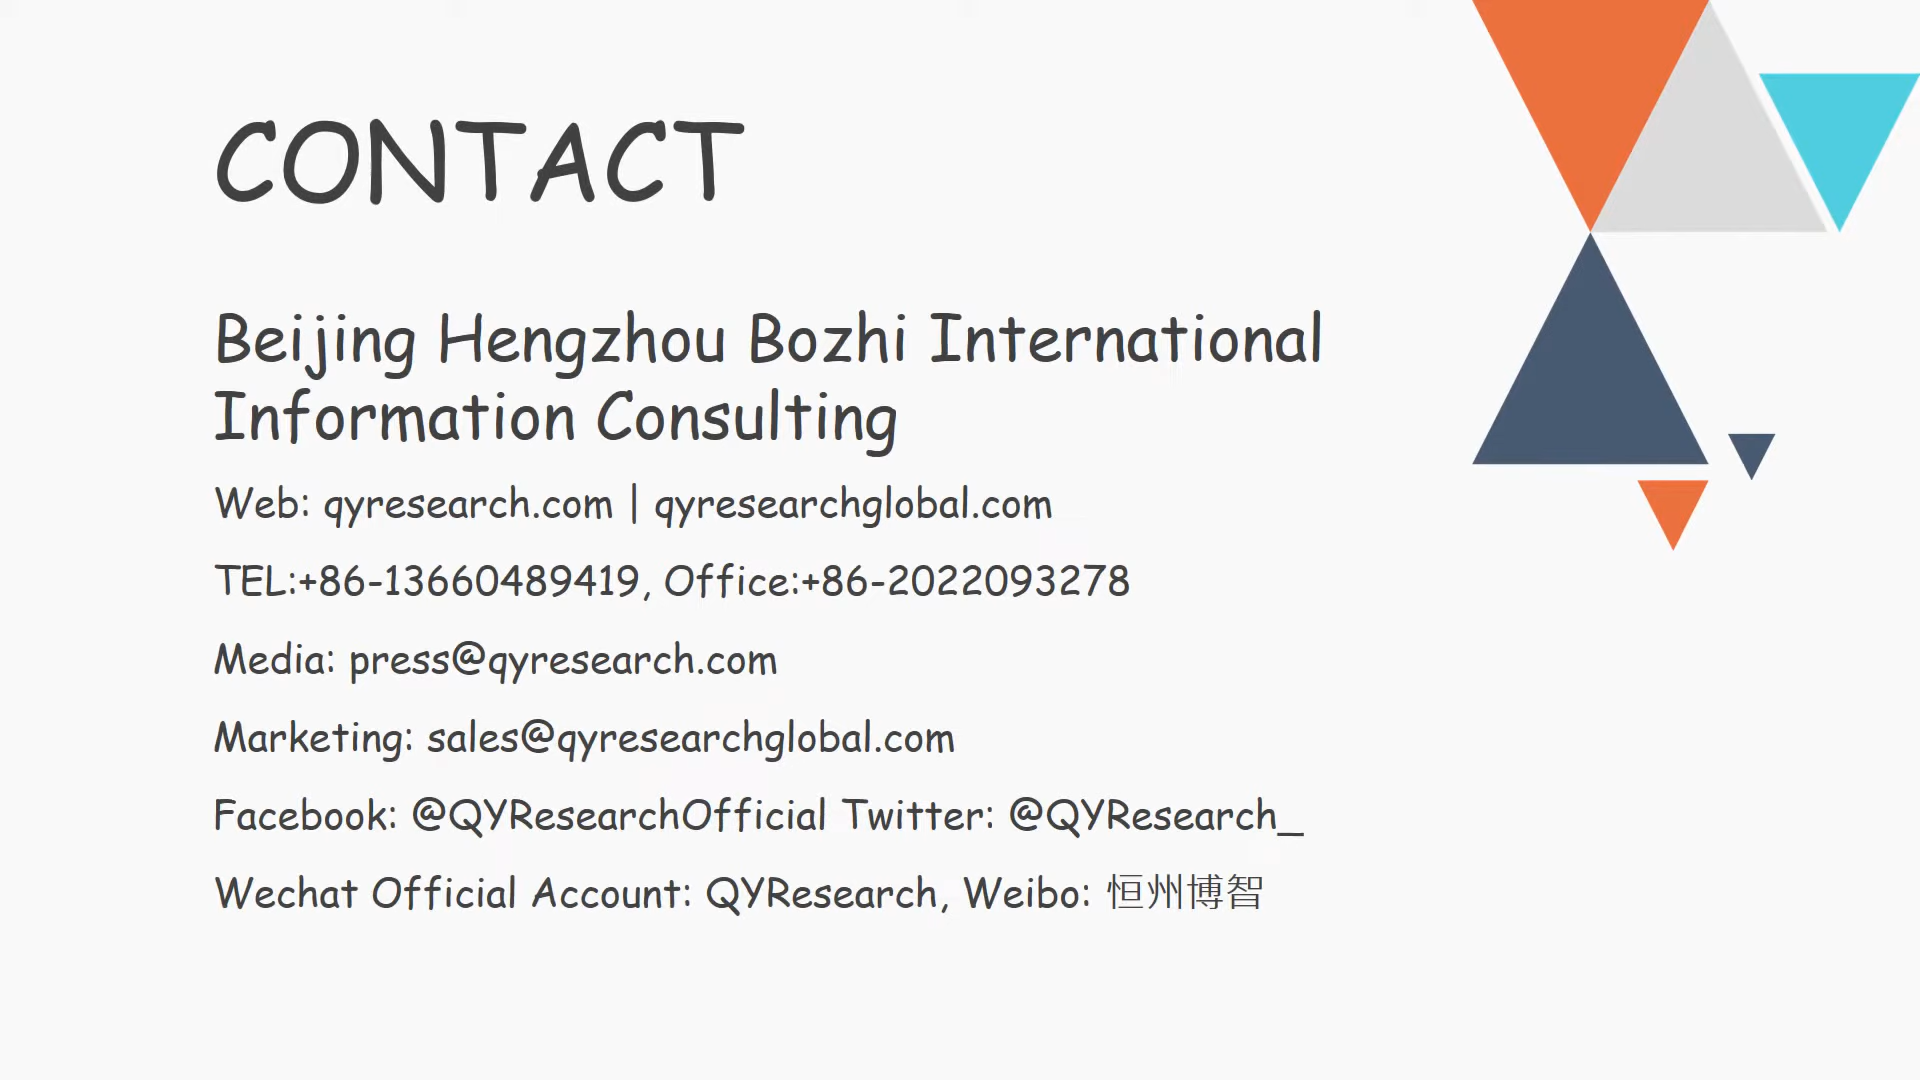 CONTACT
Beijing Hengzhou Bozhi International
Information Consulting
Web: qyresearch.com | qyresearchglobal.com
TEL:+86-13660489419, Office:+86-2022093278
Media: press@qyresearch.com
Marketing: sales@qyresearchglobal.com
Facebook: @QYResearchOfficial Twitter: @QYResearch_
Wechat Official Account: QYResearch, Weibo: 恒州博智